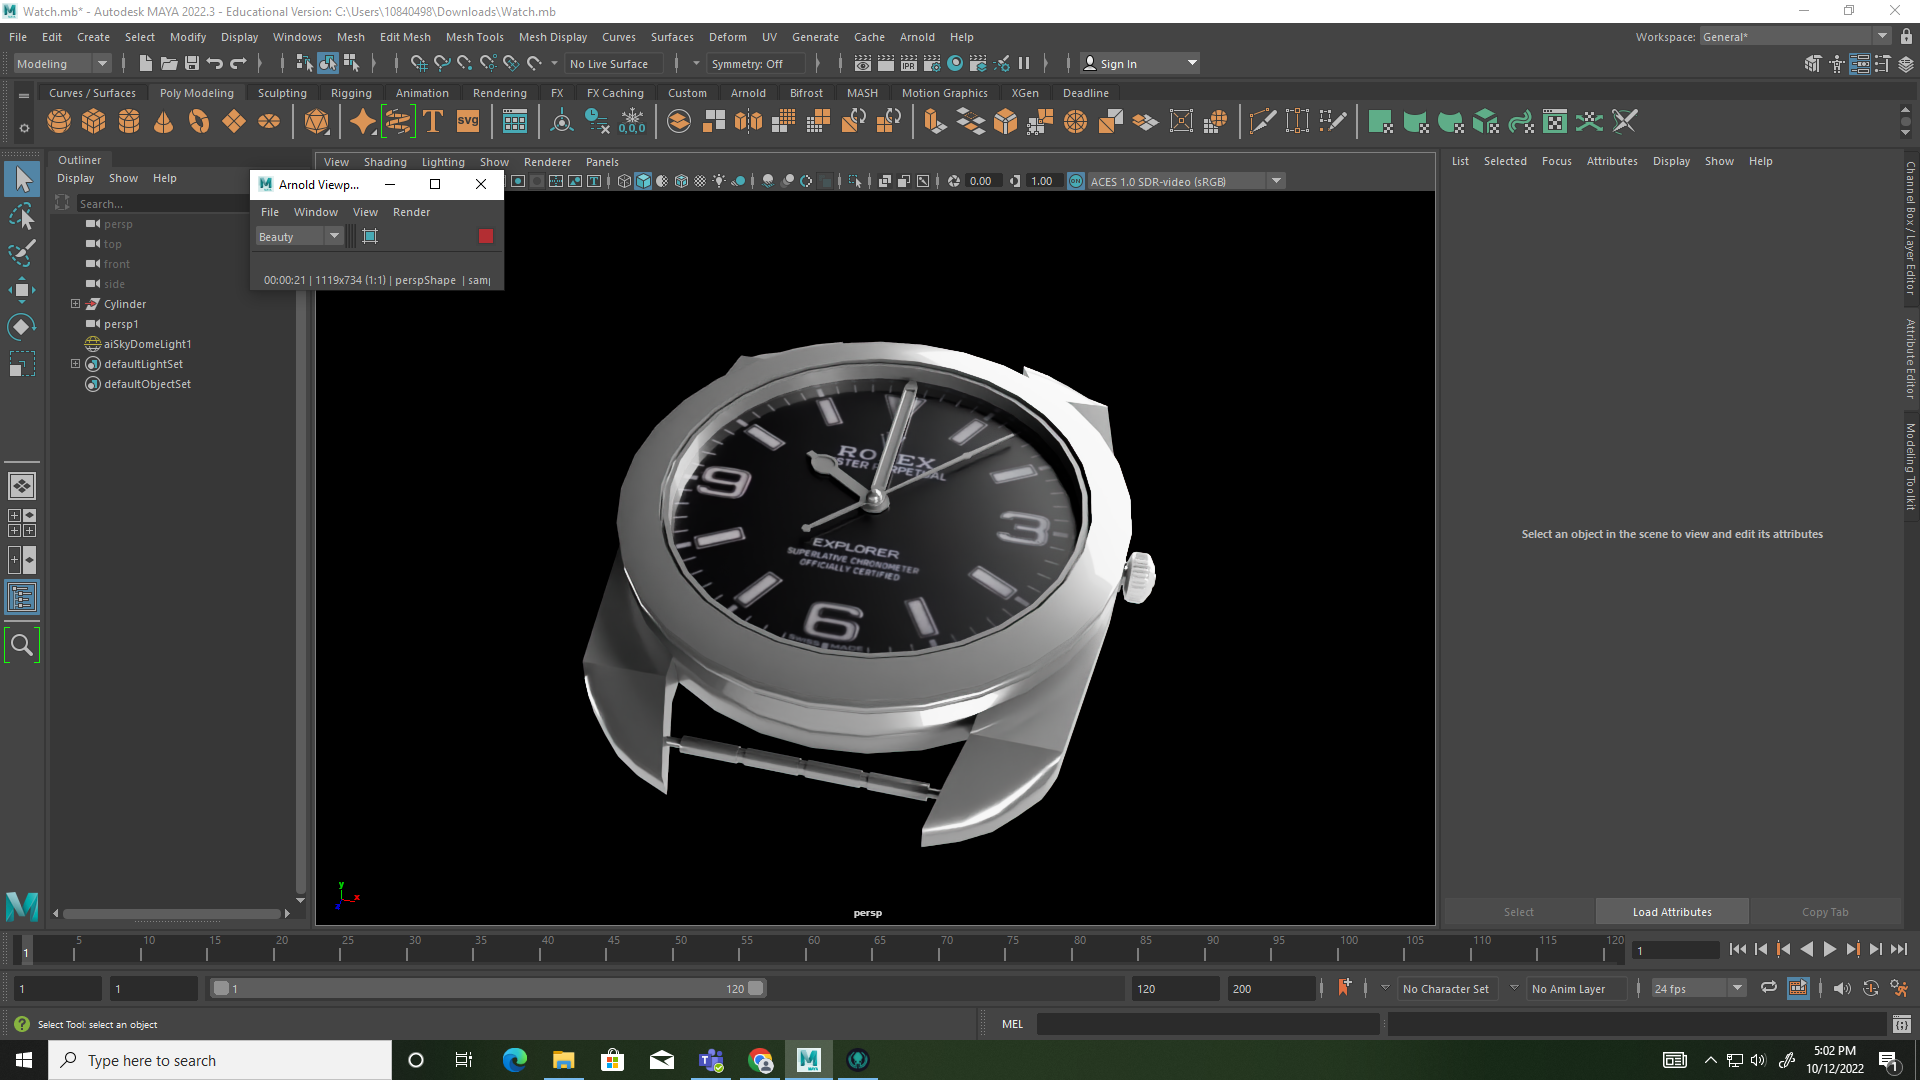 Watch.mb* - Autodesk MAYA 2022.3 - Educational Version: C:\Users\10840498\Downloads\Watch.mb
File Edit Create Select Modify Display Windows Mesh Edit Mesh Mesh Tools Mesh Display Curves Surfaces Deform UV Generate Cache Arnold Help
Workspace: General*
Modeling
No Live Surface
Symmetry: Off
Sign In
Curves / Surfaces Poly Modeling Sculpting Rigging Animation Rendering FX FX Caching Custom Arnold Bifrost MASH Motion Graphics XGen Deadline
T svg 0,0,0
Outliner
Display Show Help
Search...
persp
top
front
side
Cylinder
persp1
aiSkyDomeLight1
defaultLightSet
defaultObjectSet
View Shading Lighting Show Renderer Panels
0.00 1.00 ACES 1.0 SDR-video (sRGB)
Arnold Viewp...
File Window View Render
Beauty
00:00:21 | 1119x734 (1:1) | perspShape | samp
ROLEX
PERPETUAL
9
3
EXPLORER
SUPERLATIVE CHRONOMETER
OFFICIALLY CERTIFIED
6
SWISS MADE
y
x
persp
List Selected Focus Attributes Display Show Help
Select an object in the scene to view and edit its attributes
Select Load Attributes Copy Tab
Channel Box / Layer Editor
Attribute Editor
Modeling Toolkit
1 5 10 15 20 25 30 35 40 45 50 55 60 65 70 75 80 85 90 95 100 105 110 115 120
1
1 1 1 120 120 200 No Character Set No Anim Layer 24 fps
Select Tool: select an object
MEL
Type here to search
5:02 PM
10/12/2022
1